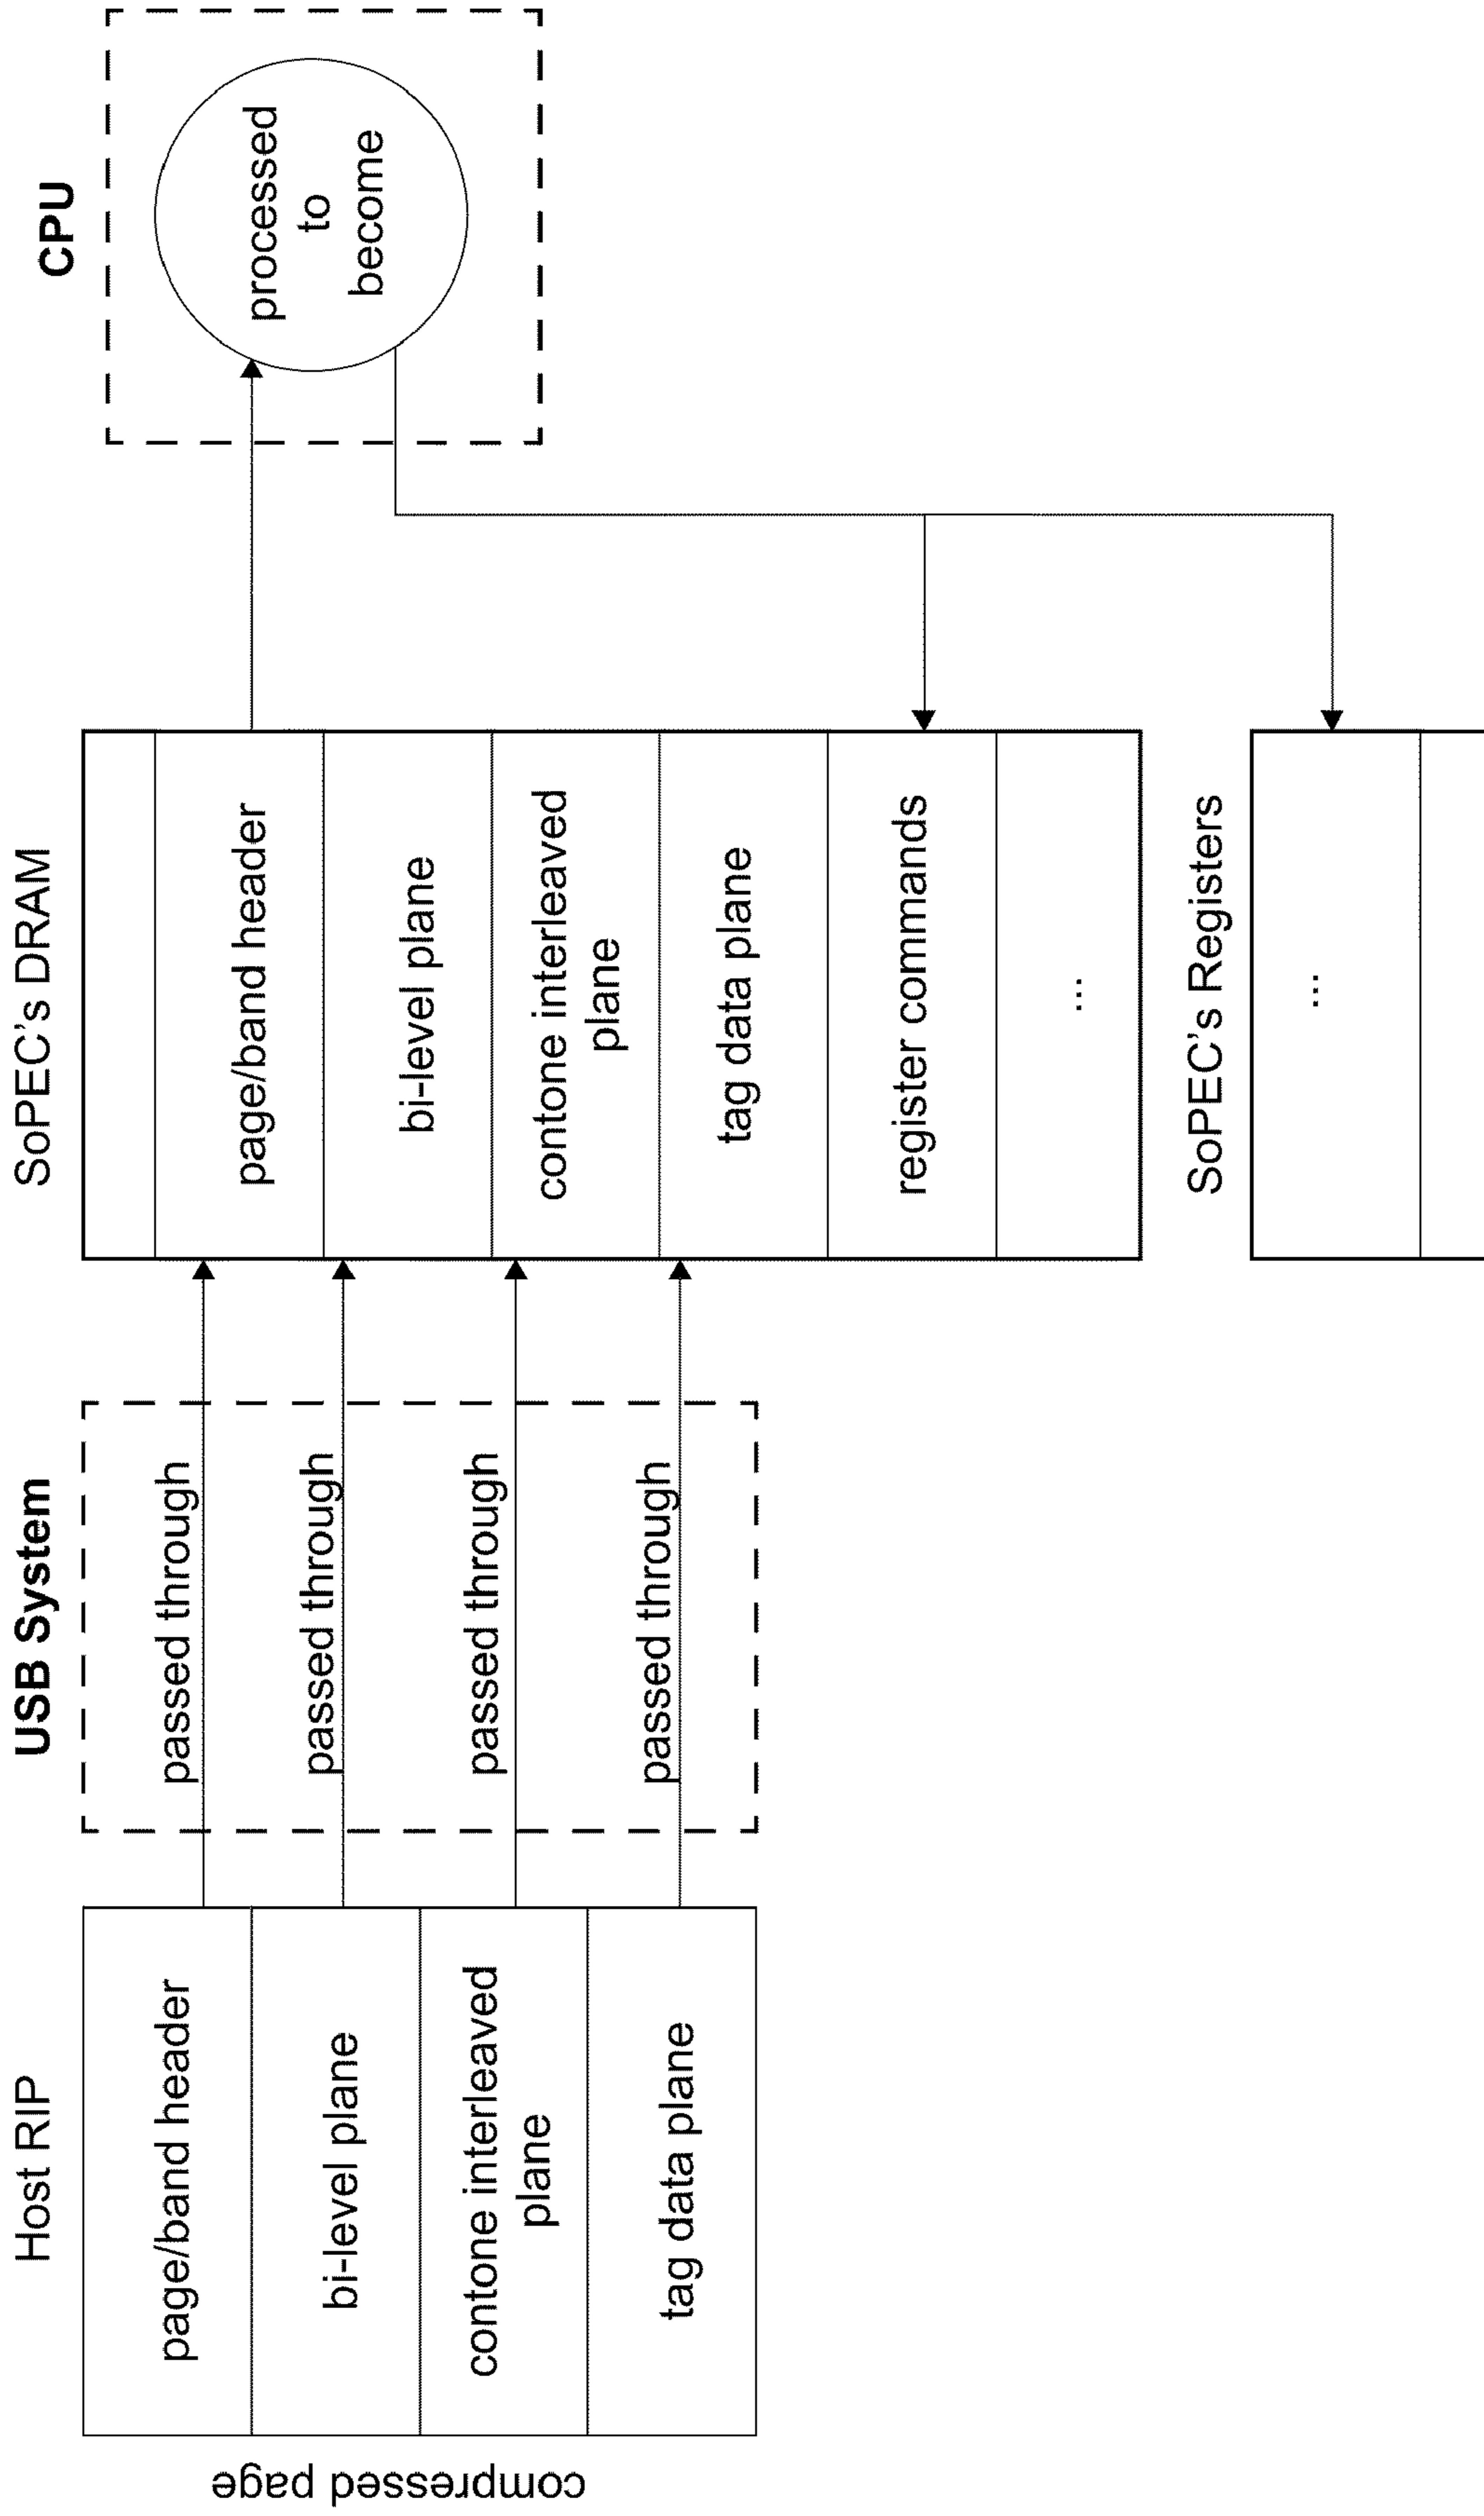 compressed page
Host RIP
page/band header
bi-level plane
contone interleaved
plane
tag data plane
USB System
passed through
passed through
passed through
passed through
SoPEC's DRAM
page/band header
bi-level plane
contone interleaved
plane
tag data plane
register commands
...
SoPEC's Registers
...
CPU
processed
to
become